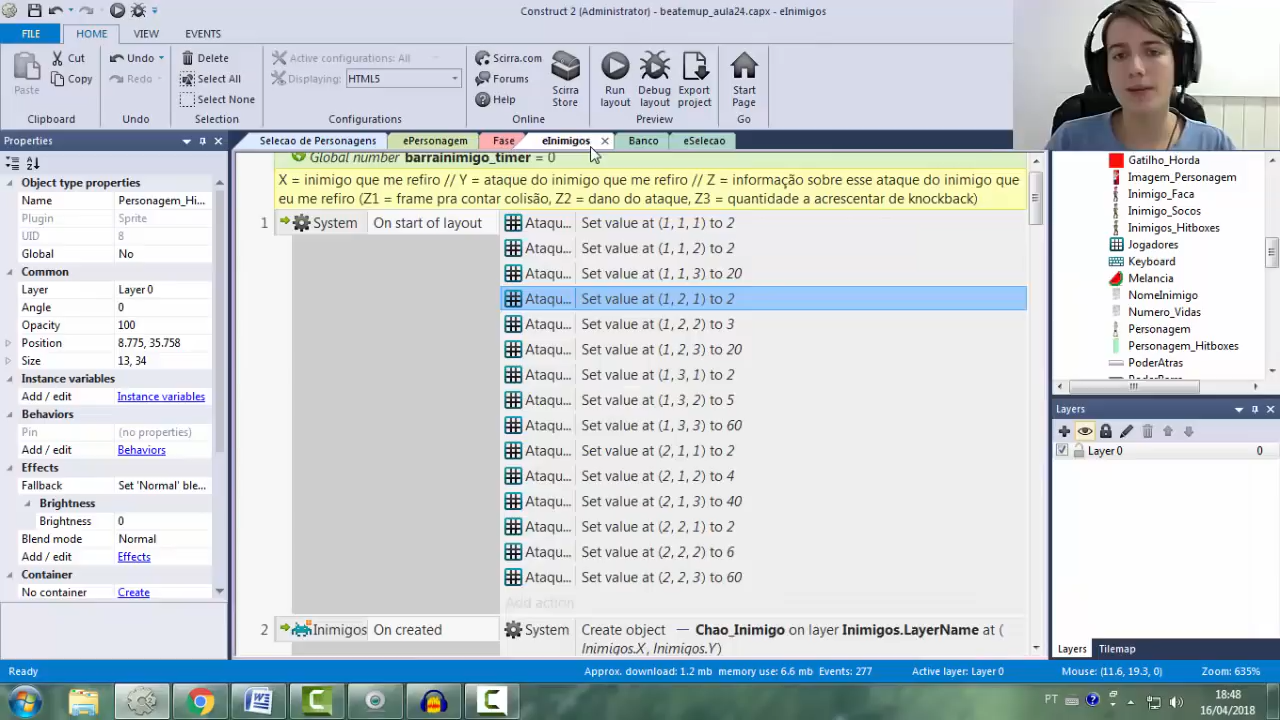 Construct 2 (Administrator) - beatemup_aula24.capx - eInimigos
FILE HOME VIEW EVENTS
Paste
Cut
Copy
Clipboard
Undo
Redo
Undo
Delete
Select All
Select None
Selection
Active configurations: All
Displaying: HTML5
Configurations
Scirra.com
Forums
Help
Scirra Store
Online
Run layout
Debug layout
Export project
Preview
Start Page
Go
Properties
Selecao de Personagens ePersonagem Fase eInimigos Banco eSelecao
Object type properties
Name Personagem_Hi...
Plugin Sprite
UID 8
Global No
Common
Layer Layer 0
Angle 0
Opacity 100
Position 8.775, 35.758
Size 13, 34
Instance variables
Add / edit Instance variables
Behaviors
Pin (no properties)
Add / edit Behaviors
Effects
Fallback Set 'Normal' ble...
Brightness
Brightness 0
Blend mode Normal
Add / edit Effects
Container
No container Create
Global number barrainimigo_timer = 0
X = inimigo que me refiro // Y = ataque do inimigo que me refiro // Z = informação sobre esse ataque do inimigo que
eu me refiro (Z1 = frame pra contar colisão, Z2 = dano do ataque, Z3 = quantidade a acrescentar de knockback)
1 System On start of layout Ataqu... Set value at (1, 1, 1) to 2
Ataqu... Set value at (1, 1, 2) to 2
Ataqu... Set value at (1, 1, 3) to 20
Ataqu... Set value at (1, 2, 1) to 2
Ataqu... Set value at (1, 2, 2) to 3
Ataqu... Set value at (1, 2, 3) to 20
Ataqu... Set value at (1, 3, 1) to 2
Ataqu... Set value at (1, 3, 2) to 5
Ataqu... Set value at (1, 3, 3) to 60
Ataqu... Set value at (2, 1, 1) to 2
Ataqu... Set value at (2, 1, 2) to 4
Ataqu... Set value at (2, 1, 3) to 40
Ataqu... Set value at (2, 2, 1) to 2
Ataqu... Set value at (2, 2, 2) to 6
Ataqu... Set value at (2, 2, 3) to 60
Add action
2 Inimigos On created System Create object — Chao_Inimigo on layer Inimigos.LayerName at (
Inimigos.X , Inimigos.Y)
Gatilho_Horda
Imagem_Personagem
Inimigo_Faca
Inimigo_Socos
Inimigos_Hitboxes
Jogadores
Keyboard
Melancia
NomeInimigo
Numero_Vidas
Personagem
Personagem_Hitboxes
PoderAtras
Layers
Layer 0 0
Layers Tilemap
Ready Approx. download: 1.2 mb memory use: 6.6 mb Events: 277 Active layer: Layer 0 Mouse: (11.6, 19.3, 0) Zoom: 635%
PT
18:48
16/04/2018